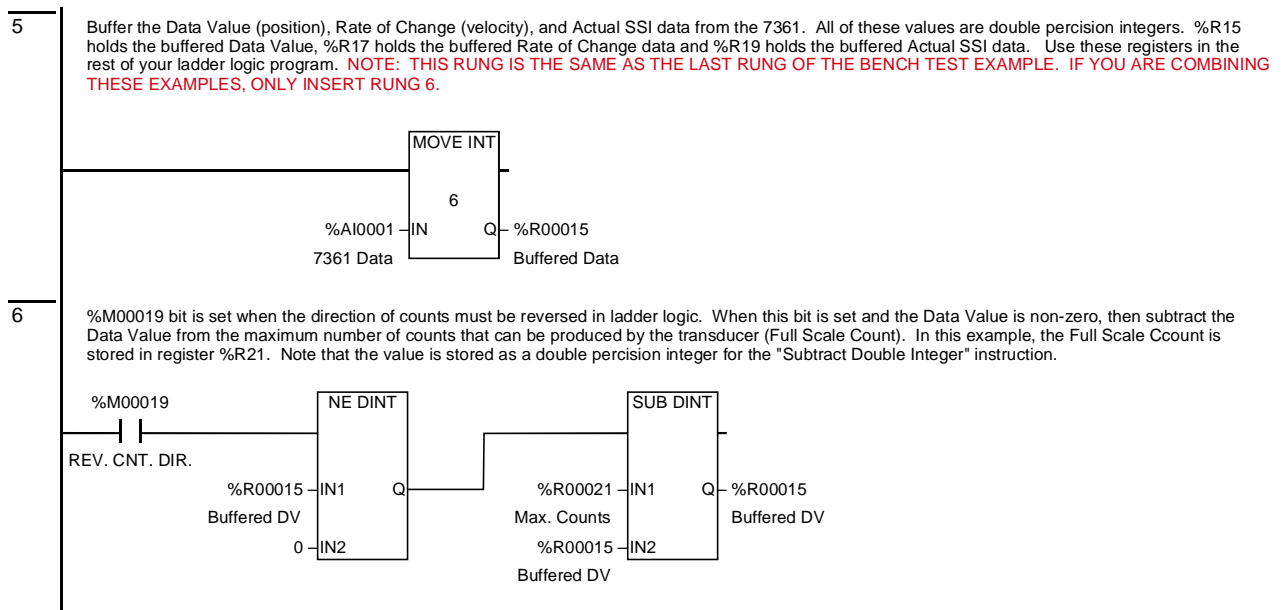 5
Buffer the Data Value (position), Rate of Change (velocity), and Actual SSI data from the 7361. All of these values are double percision integers. %R15
holds the buffered Data Value, %R17 holds the buffered Rate of Change data and %R19 holds the buffered Actual SSI data. Use these registers in the
rest of your ladder logic program. NOTE: THIS RUNG IS THE SAME AS THE LAST RUNG OF THE BENCH TEST EXAMPLE. IF YOU ARE COMBINING
THESE EXAMPLES, ONLY INSERT RUNG 6.
MOVE INT
6
%AI0001 IN Q %R00015
7361 Data Buffered Data
6
%M00019 bit is set when the direction of counts must be reversed in ladder logic. When this bit is set and the Data Value is non-zero, then subtract the
Data Value from the maximum number of counts that can be produced by the transducer (Full Scale Count). In this example, the Full Scale Ccount is
stored in register %R21. Note that the value is stored as a double percision integer for the "Subtract Double Integer" instruction.
%M00019 NE DINT SUB DINT
REV. CNT. DIR.
%R00015 IN1 Q %R00021 IN1 Q %R00015
Buffered DV Max. Counts Buffered DV
0 IN2 %R00015 IN2
Buffered DV